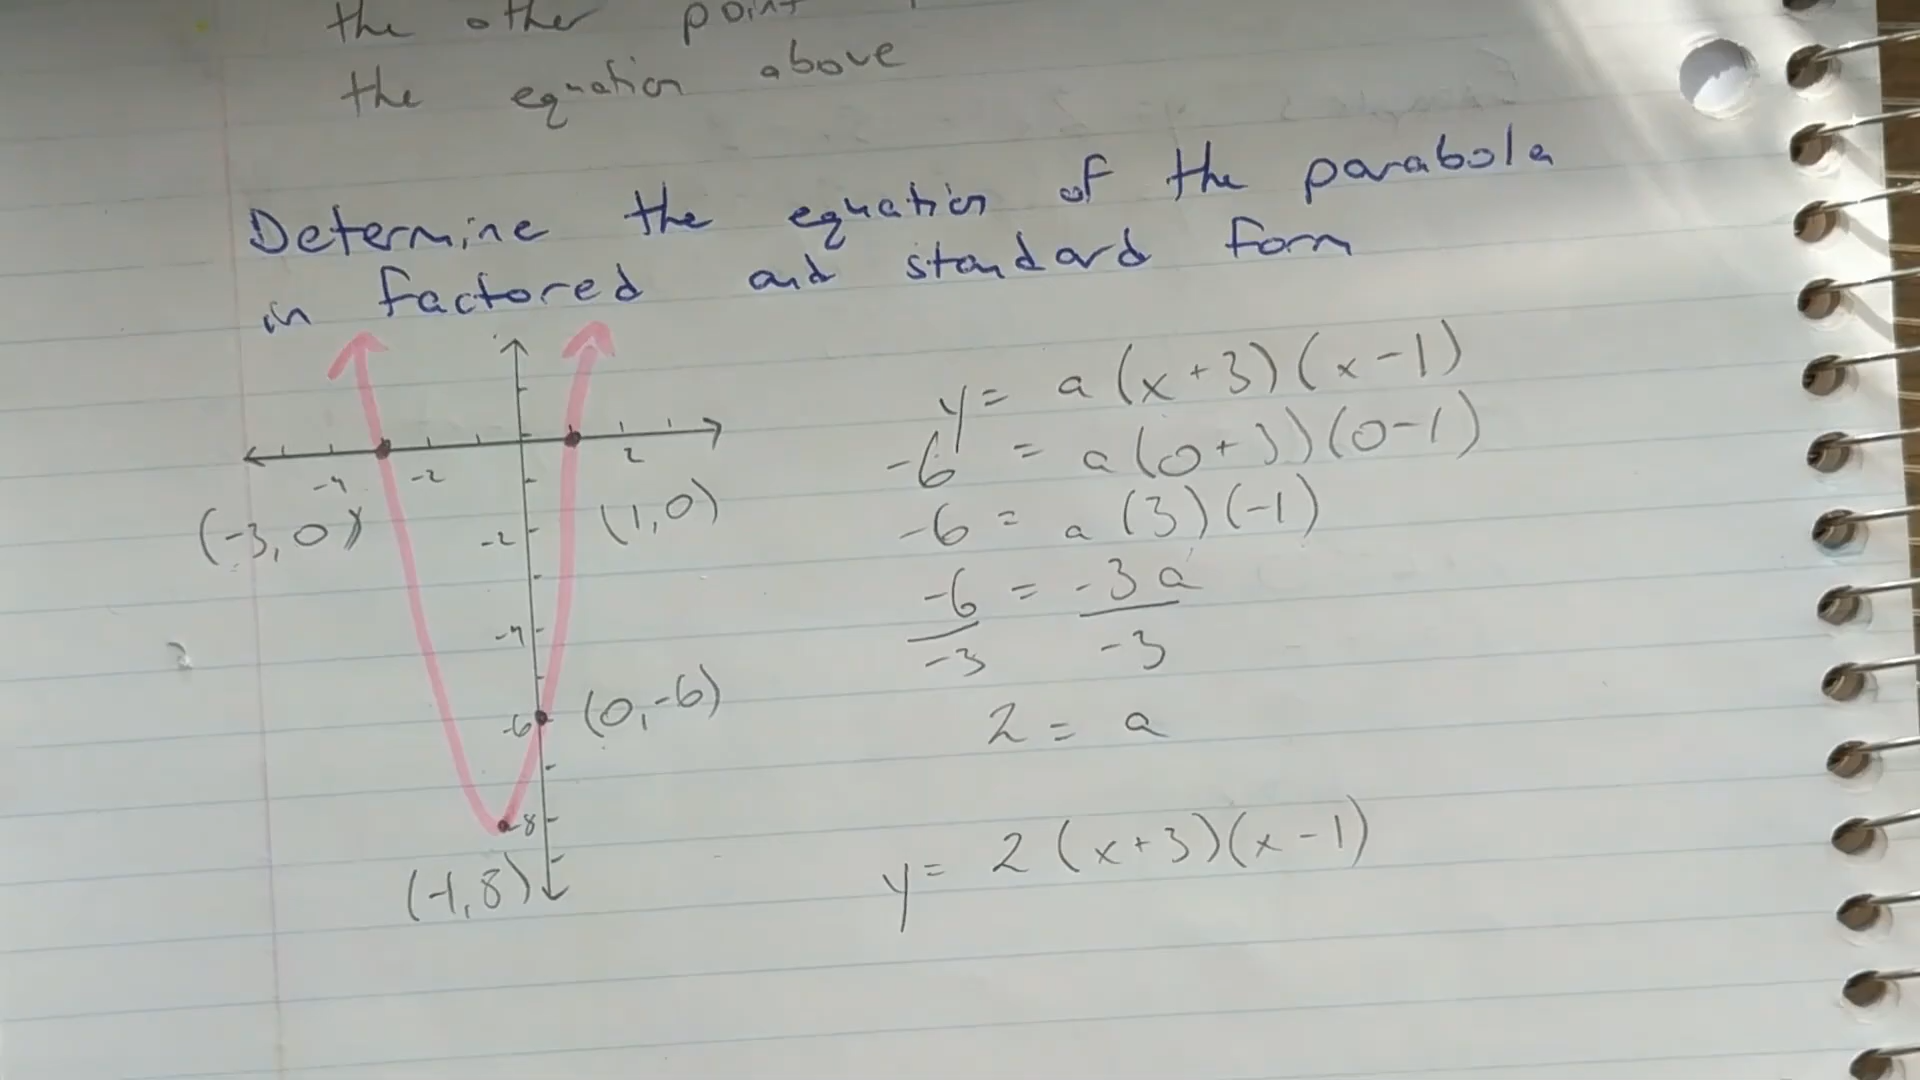 the other point
the equation above
Determine the equation of the parabola
in factored and standard form
y = a(x+3)(x-1)
-6 = a(0+3)(0-1)
-6 = a(3)(-1)
-6 = -3a
-3 -3
2 = a
y = 2(x+3)(x-1)
-4 -2 2
(-3,0) (1,0)
-2
-4
-6 (0,-6)
-8
(-1,8)